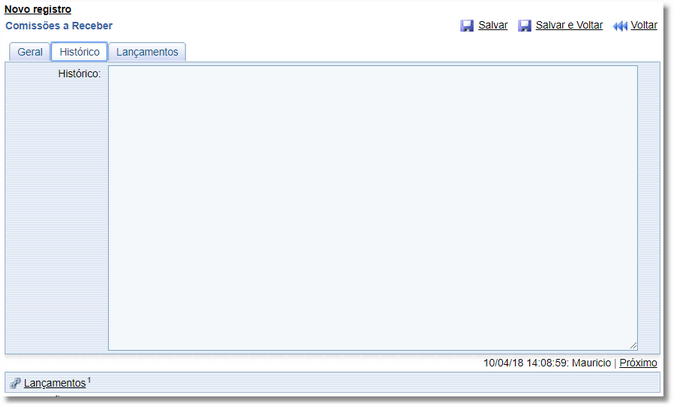 Novo registro
Comissões a Receber
Salvar Salvar e Voltar Voltar
Geral Histórico Lançamentos
Histórico:
10/04/18 14:08:59: Mauricio | Próximo
Lançamentos 1